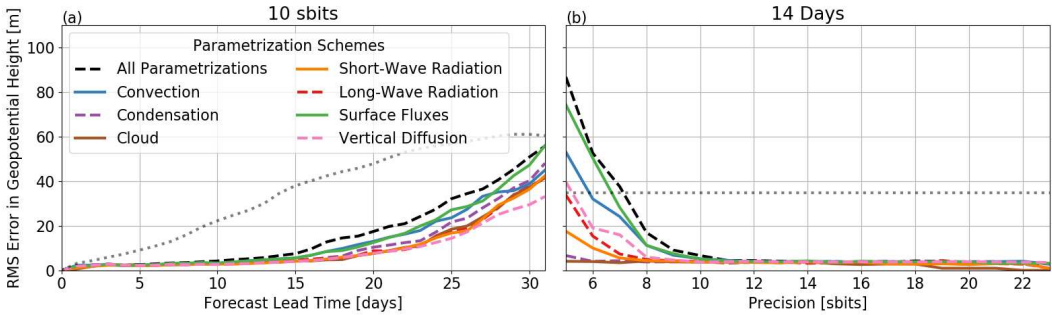 (a) 10 sbits
(b) 14 Days
RMS Error in Geopotential Height [m]
100
80
60
40
20
0
Parametrization Schemes
All Parametrizations
Convection
Condensation
Cloud
Short-Wave Radiation
Long-Wave Radiation
Surface Fluxes
Vertical Diffusion
0 5 10 15 20 25 30
Forecast Lead Time [days]
6 8 10 12 14 16 18 20 22
Precision [sbits]